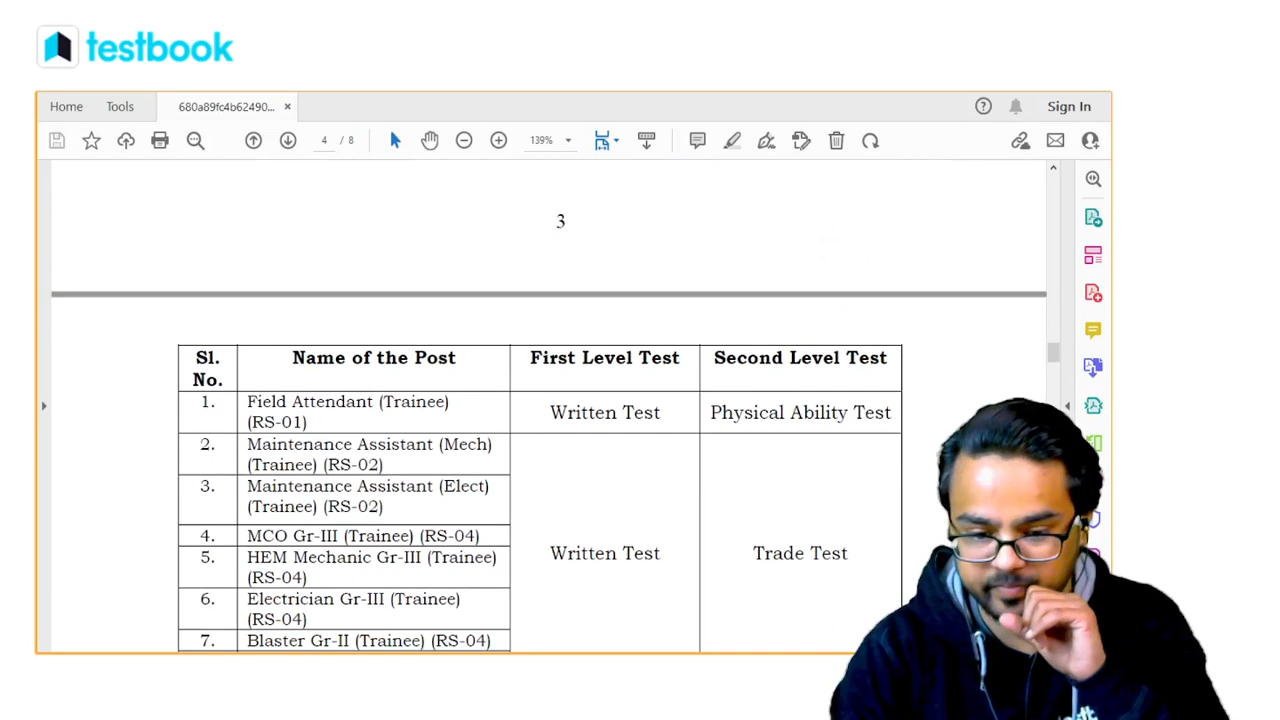 testbook
Home Tools 680a89fc4b62490... × Sign In
4 / 8 139%
3
Sl. No. Name of the Post First Level Test Second Level Test
1. Field Attendant (Trainee) (RS-01) Written Test Physical Ability Test
2. Maintenance Assistant (Mech) (Trainee) (RS-02)
3. Maintenance Assistant (Elect) (Trainee) (RS-02)
4. MCO Gr-III (Trainee) (RS-04)
5. HEM Mechanic Gr-III (Trainee) (RS-04) Written Test Trade Test
6. Electrician Gr-III (Trainee) (RS-04)
7. Blaster Gr-II (Trainee) (RS-04)